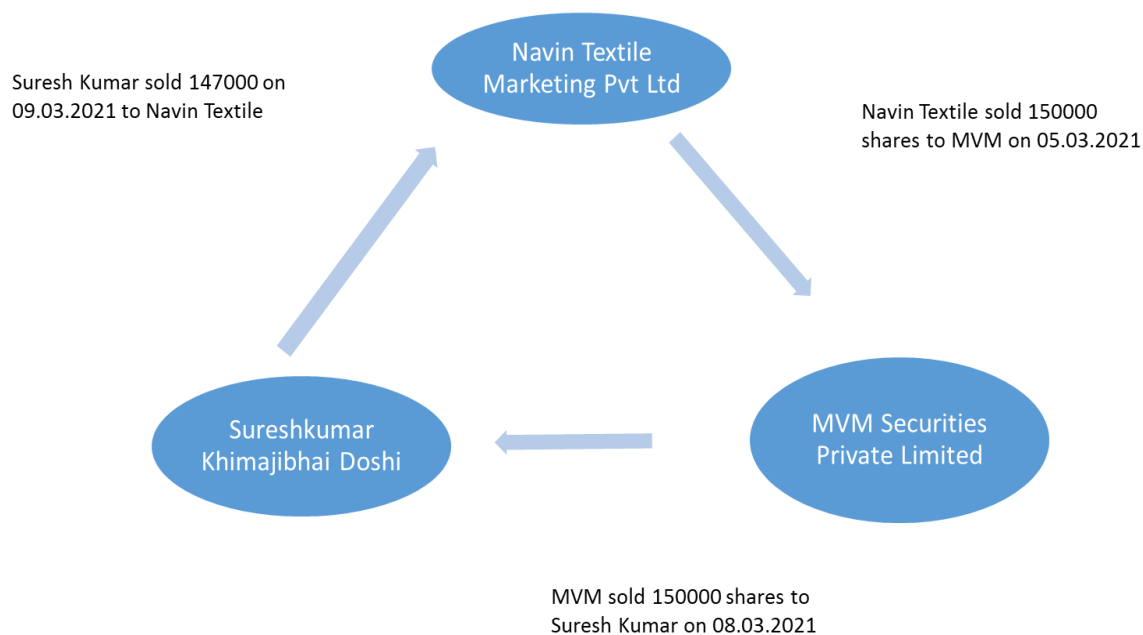 Navin Textile
Marketing Pvt Ltd
Suresh Kumar sold 147000 on
09.03.2021 to Navin Textile
Navin Textile sold 150000
shares to MVM on 05.03.2021
Sureshkumar
Khimajibhai Doshi
MVM Securities
Private Limited
MVM sold 150000 shares to
Suresh Kumar on 08.03.2021